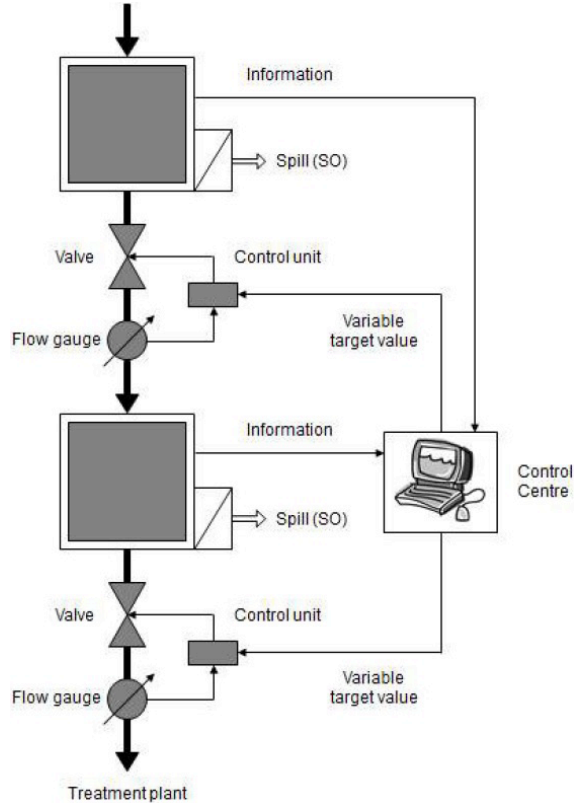 Information
Spill (SO)
Valve
Control unit
Flow gauge
Variable
target value
Information
Control
Centre
Spill (SO)
Valve
Control unit
Flow gauge
Variable
target value
Treatment plant